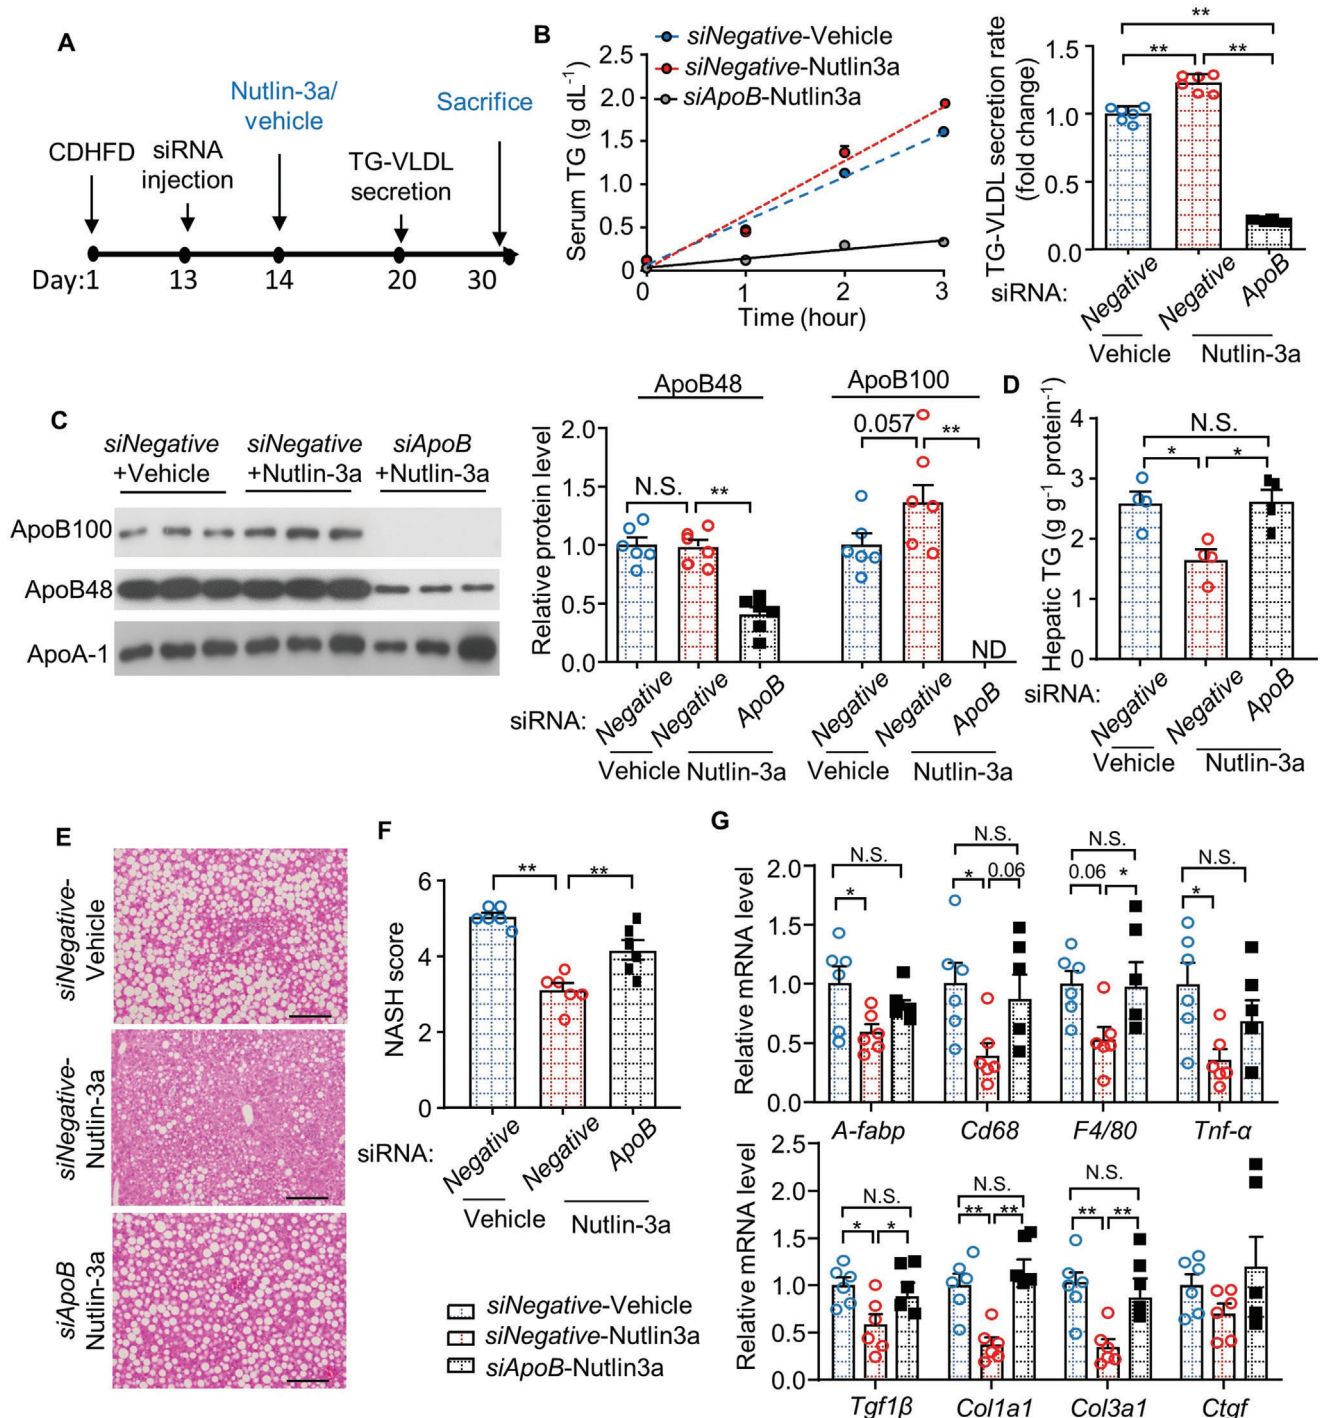 A
CDHFD
siRNA
injection
Nutlin-3a/
vehicle
TG-VLDL
secretion
Sacrifice
Day:1 13 14 20 30
B
siNegative-Vehicle
siNegative-Nutlin3a
siApoB-Nutlin3a
Serum TG (g dL-1)
2.5
2.0
1.5
1.0
0.5
0
0 1 2 3
Time (hour)
TG-VLDL secretion rate
(fold change)
1.5
1.0
0.5
0.0
** ** **
siRNA: Negative Negative ApoB
Vehicle Nutlin-3a
C
siNegative siNegative siApoB
+Vehicle +Nutlin-3a +Nutlin-3a
ApoB100
ApoB48
ApoA-1
ApoB48 ApoB100
Relative protein level
2.0
1.5
1.0
0.5
0.0
N.S. ** 0.057 **
ND
siRNA: Negative Negative ApoB Negative Negative ApoB
Vehicle Nutlin-3a Vehicle Nutlin-3a
D
Hepatic TG (g g-1 protein-1)
4
3
2
1
0
N.S.
* *
siRNA: Negative Negative ApoB
Vehicle Nutlin-3a
E
siNegative-
Vehicle
siNegative-
Nutlin-3a
siApoB
Nutlin-3a
F
NASH score
6
4
2
0
** **
siRNA: Negative Negative ApoB
Vehicle Nutlin-3a
siNegative-Vehicle
siNegative-Nutlin3a
siApoB-Nutlin3a
G
Relative mRNA level
2.0
1.5
1.0
0.5
0.0
N.S. N.S. N.S. N.S.
* * 0.06 0.06 * *
A-fabp Cd68 F4/80 Tnf-α
Relative mRNA level
2.5
2.0
1.5
1.0
0.5
0.0
N.S. N.S. N.S.
* * ** ** ** **
Tgf1β Col1a1 Col3a1 Ctgf